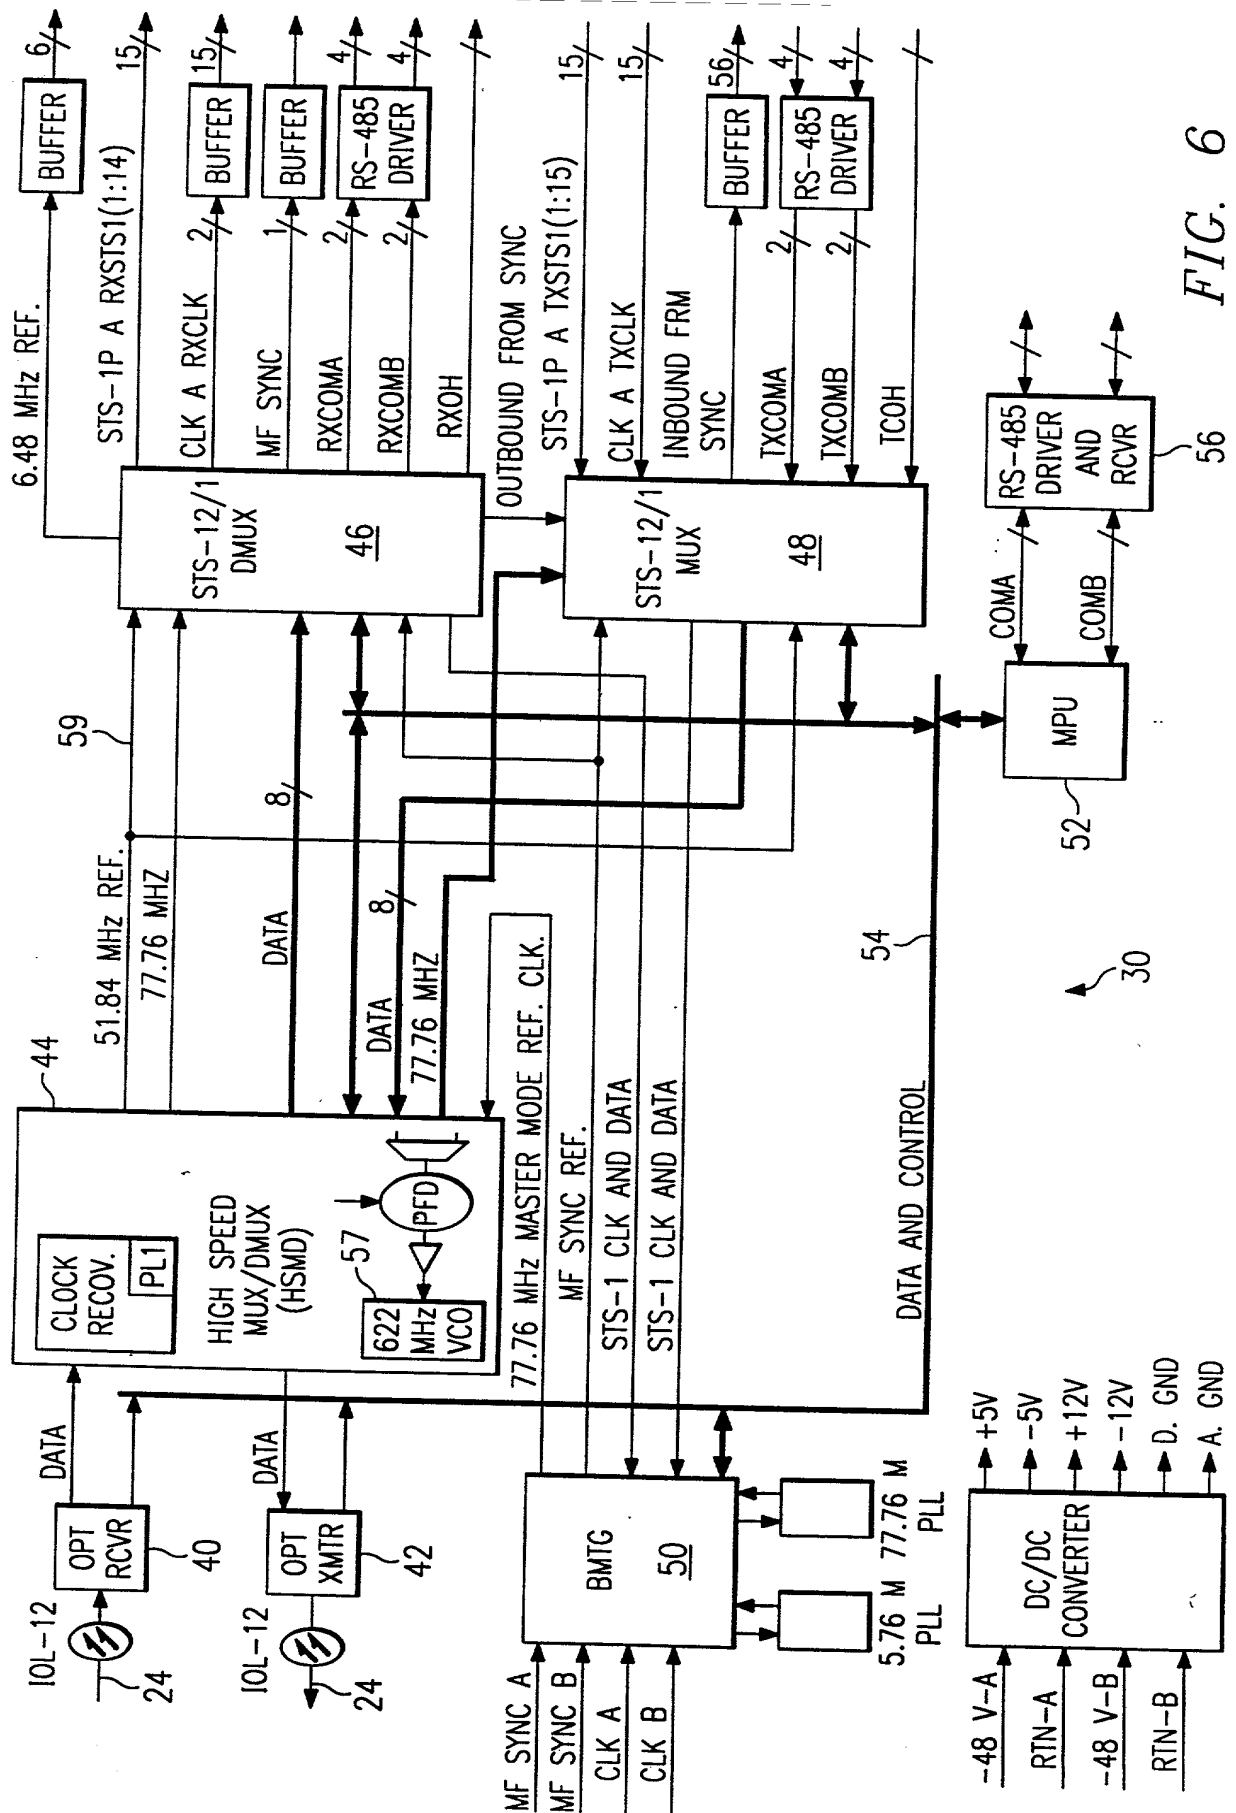 IOL-12
24
OPT
RCVR
40
DATA
IOL-12
24
OPT
XMTR
42
DATA
CLOCK
RECOV.
PL1
HIGH SPEED
MUX/DMUX
(HSMD)
57
622
MHz
VCO
PFD
44
51.84 MHz REF.
77.76 MHZ
59
DATA
8
DATA
8
77.76 MHZ
77.76 MHz MASTER MODE REF. CLK.
MF SYNC REF.
STS-1 CLK AND DATA
STS-1 CLK AND DATA
DATA AND CONTROL
54
6.48 MHz REF.
BUFFER
6
STS-12/1
DMUX
46
STS-1P A RXSTS1(1:14)
15
CLK A RXCLK
2
BUFFER
15
MF SYNC
1
BUFFER
RXCOMA
2
RS-485
DRIVER
4
RXCOMB
2
4
RXOH
OUTBOUND FROM SYNC
STS-12/1
MUX
48
STS-1P A TXSTS1(1:15)
15
CLK A TXCLK
15
INBOUND FRM
SYNC
BUFFER
56
TXCOMA
2
RS-485
DRIVER
4
TXCOMB
2
4
TCOH
MF SYNC A
MF SYNC B
CLK A
CLK B
BMTG
50
5.76 M
PLL
77.76 M
PLL
MPU
52
COMA
COMB
RS-485
DRIVER
AND
RCVR
56
-48 V-A
RTN-A
-48 V-B
RTN-B
DC/DC
CONVERTER
+5V
-5V
+12V
-12V
D. GND
A. GND
30
FIG. 6